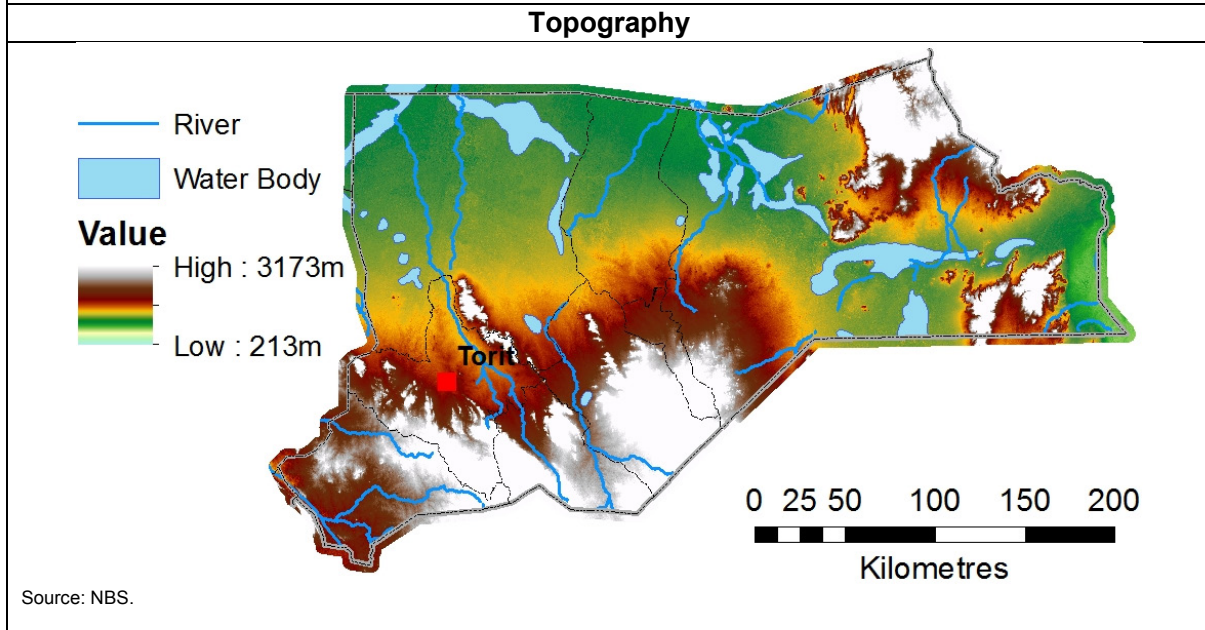 Topography
River
Water Body
Value
High : 3173m
Low : 213m
Torit
0 25 50 100 150 200
Kilometres
Source: NBS.